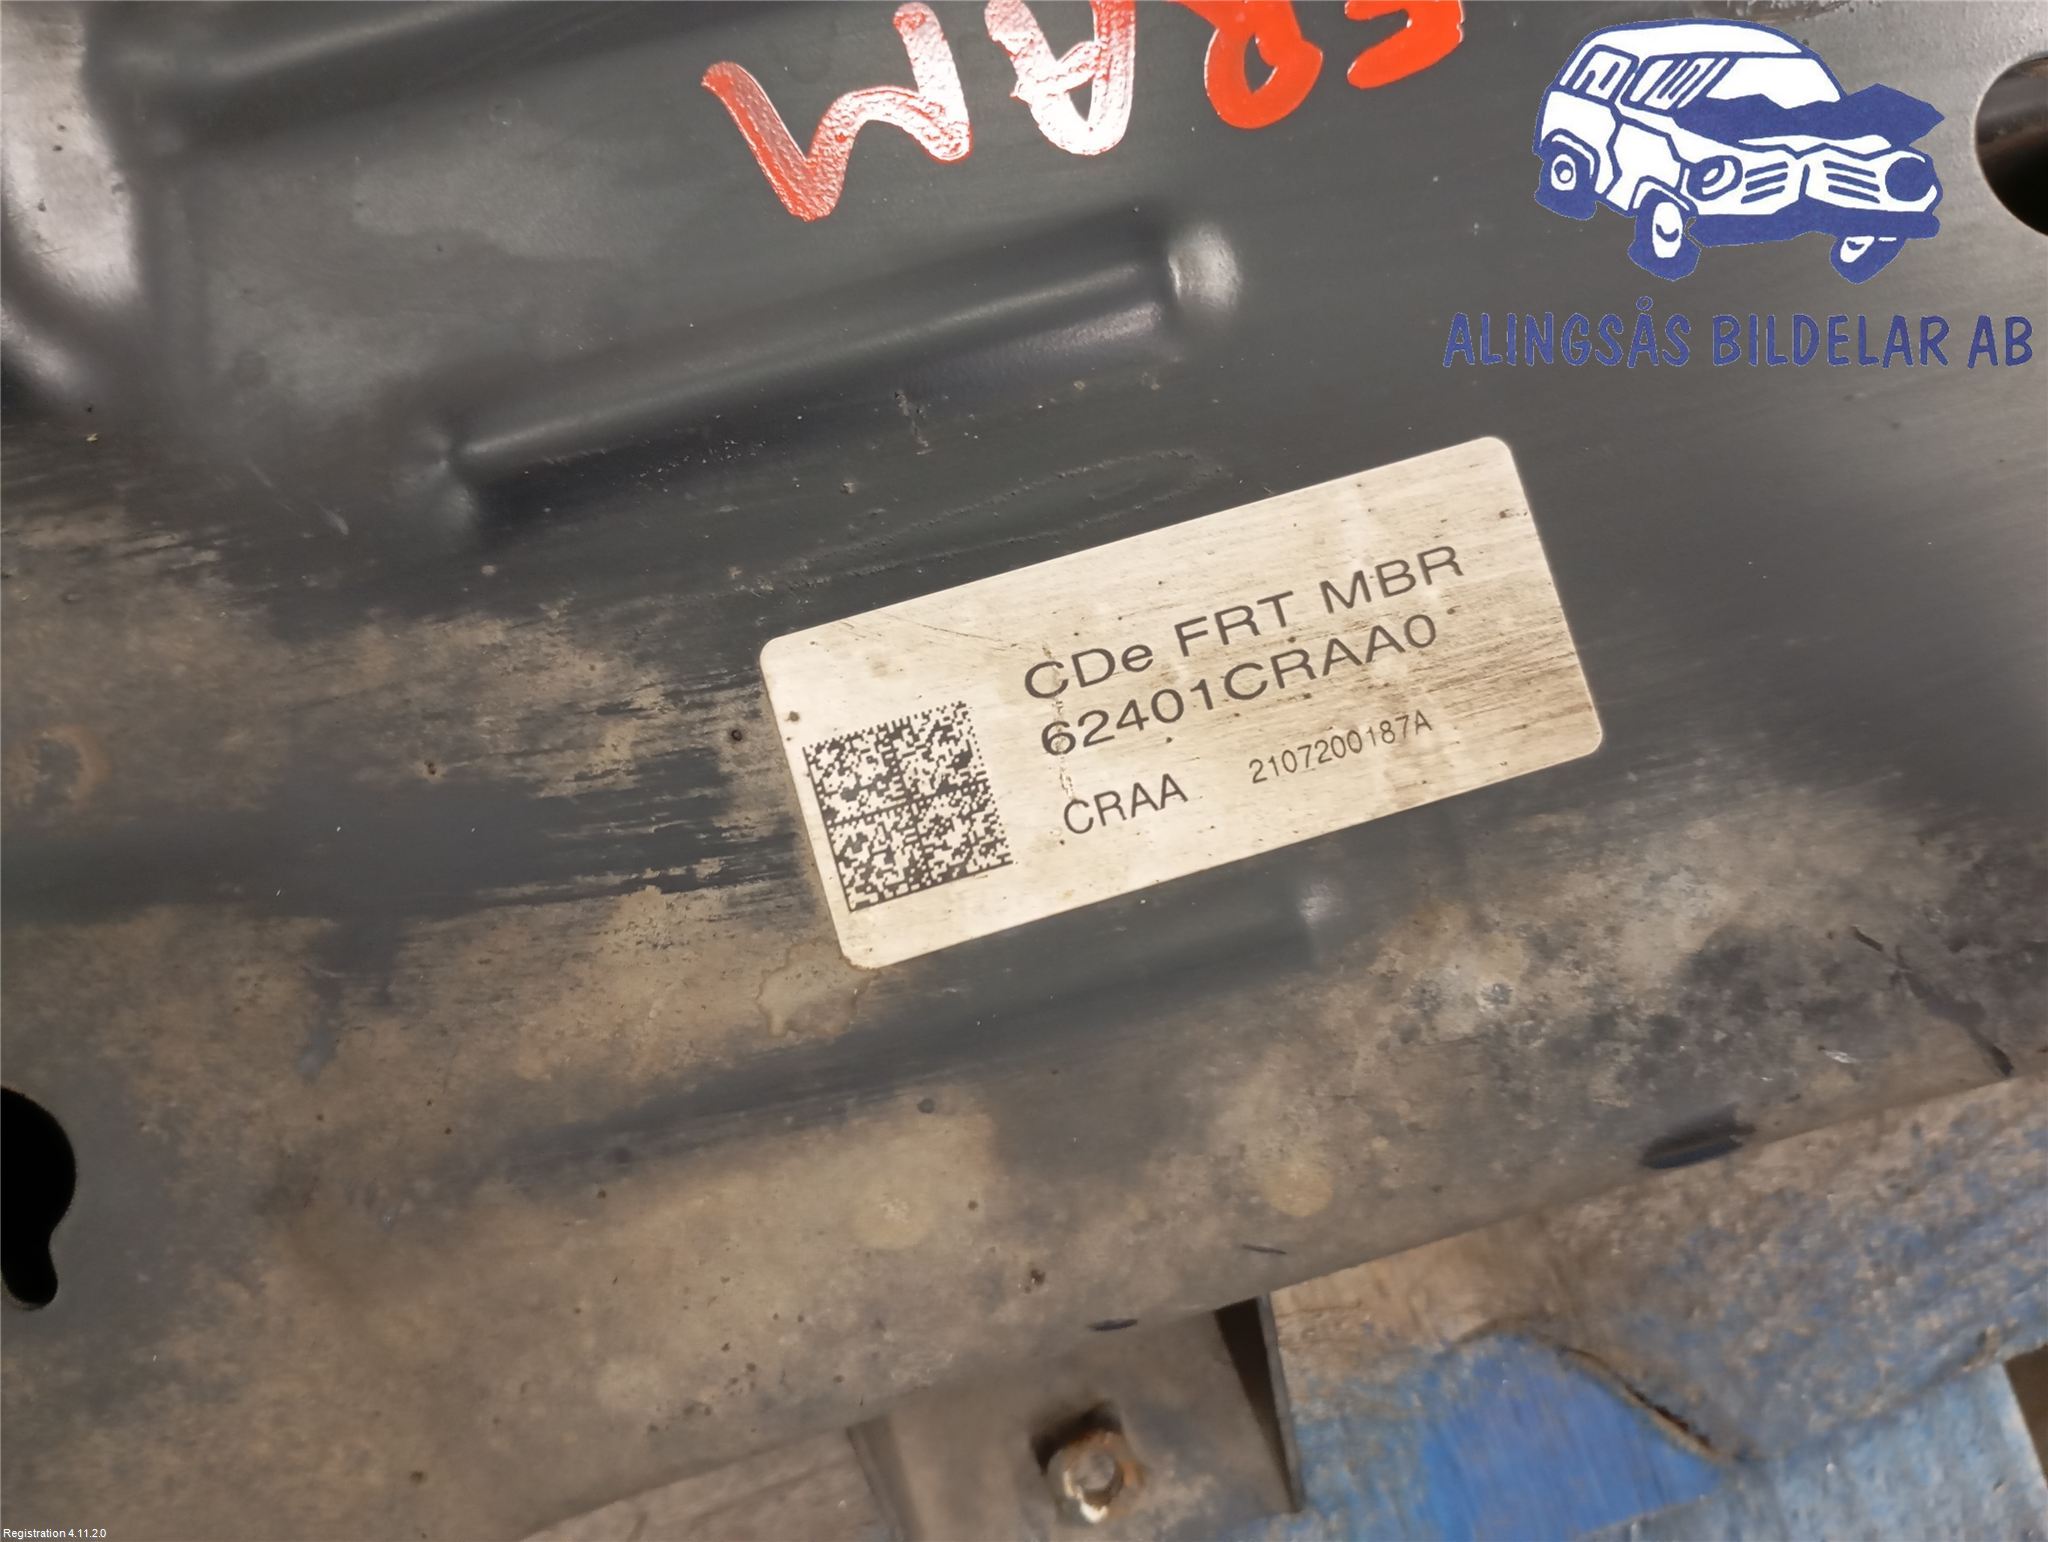 ALINGSÅS BILDELAR AB
CDe FRT MBR
62401CRAA0
CRAA 2107200187A
Registration 4.11.2.0